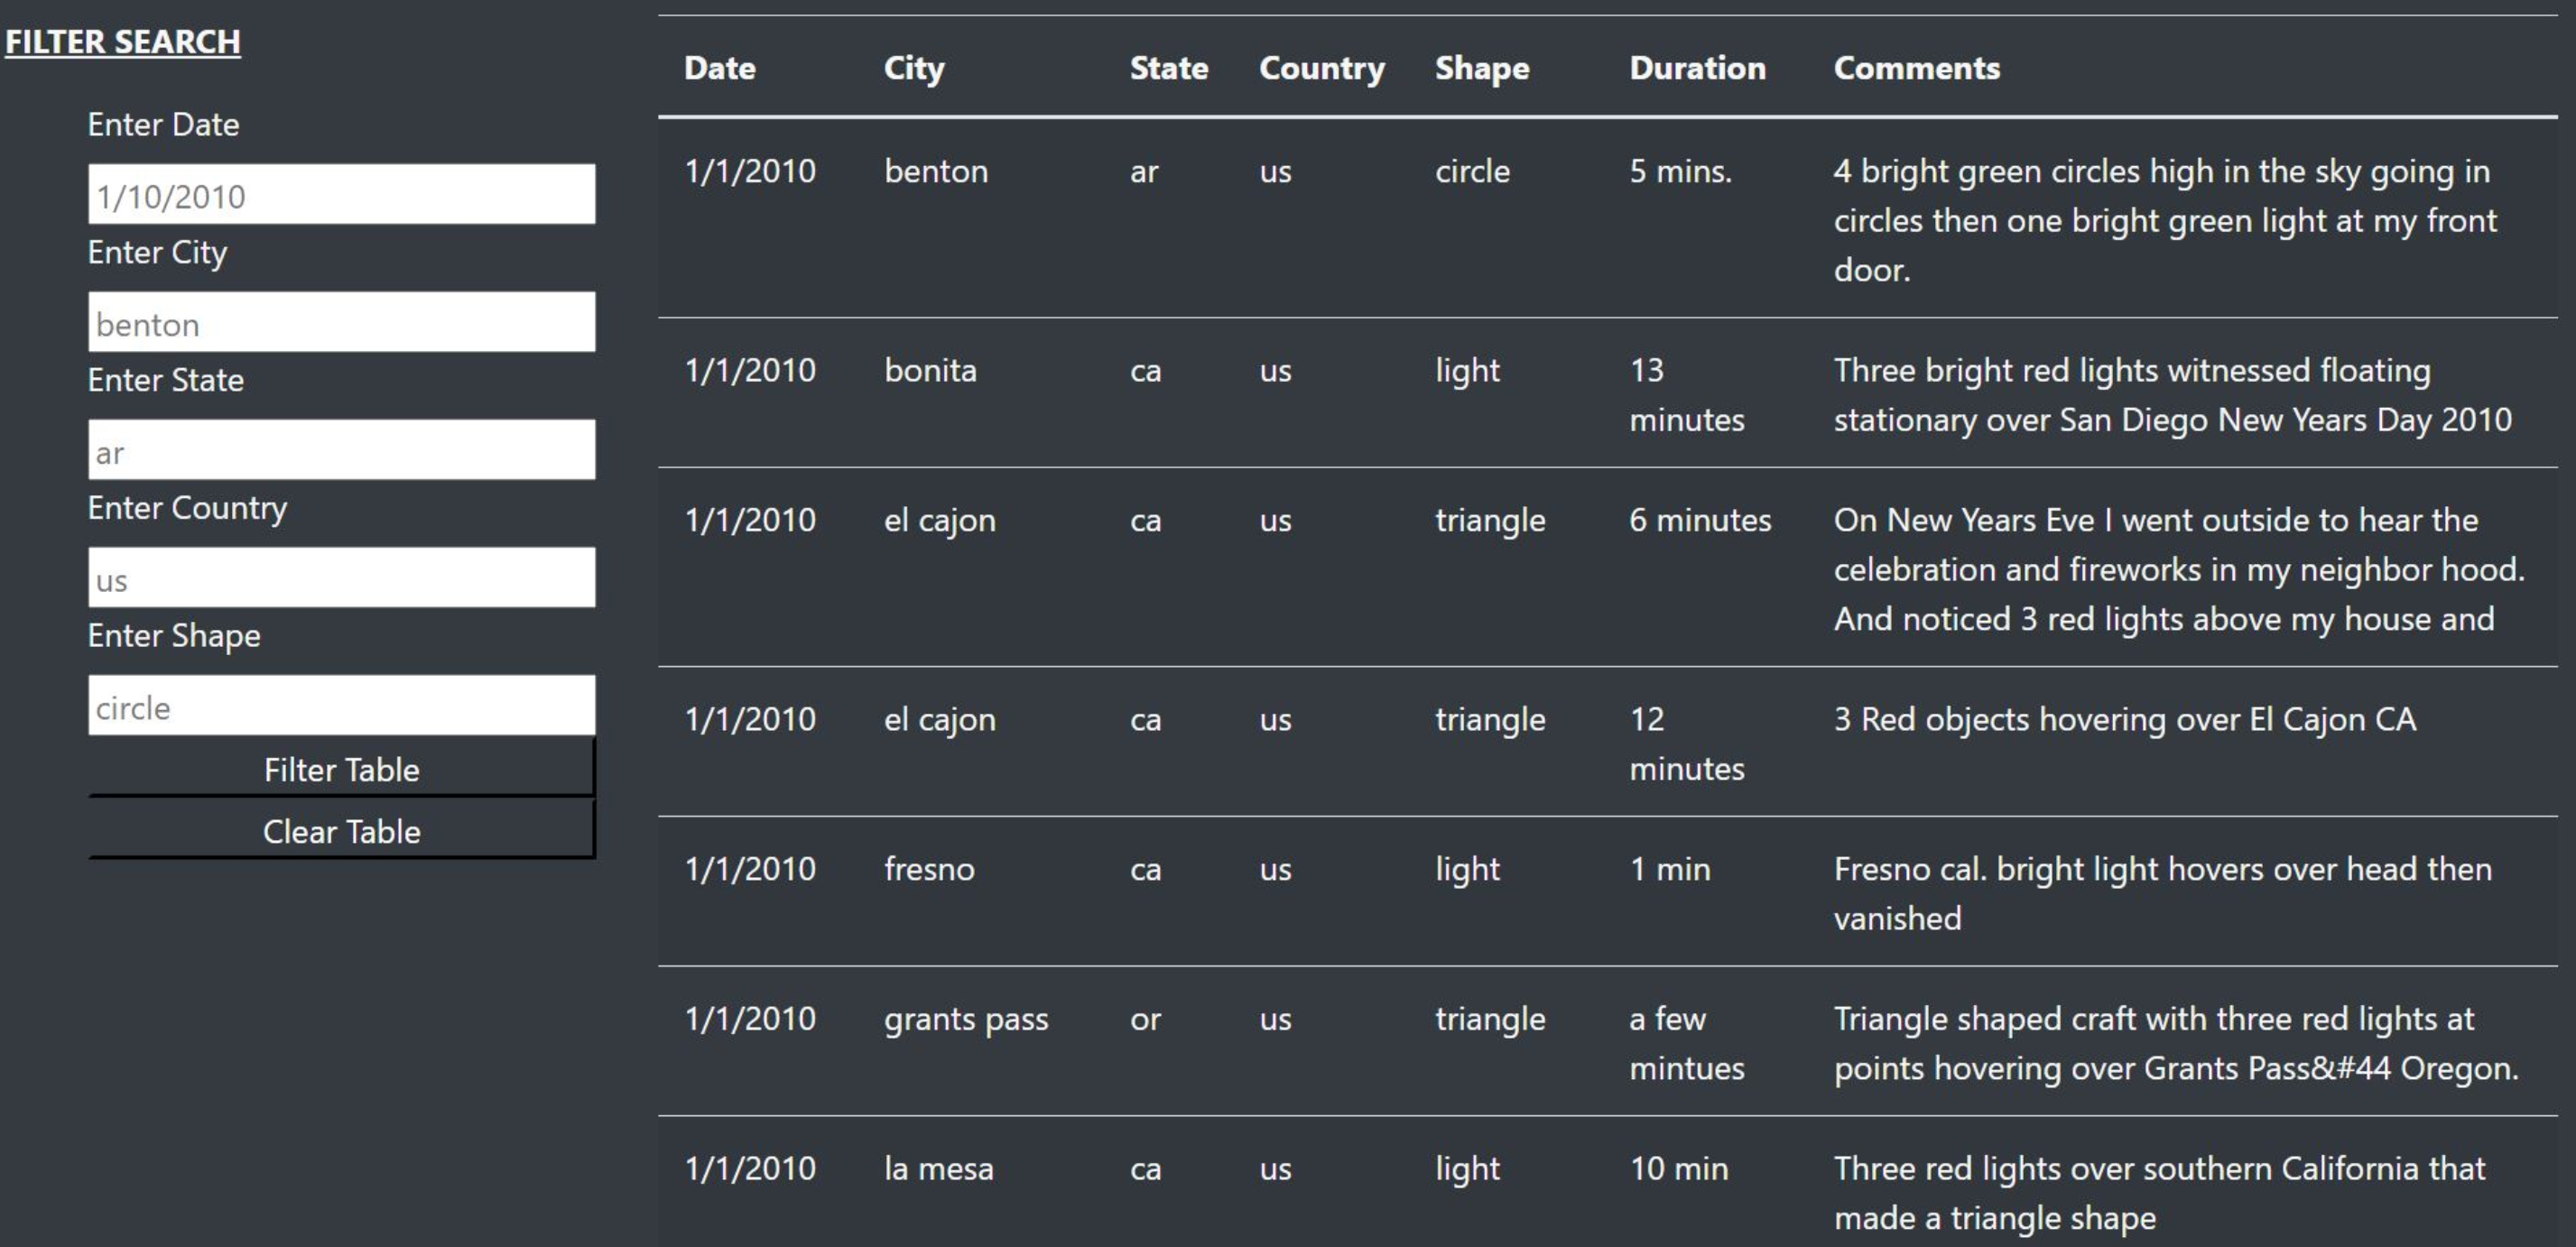 FILTER SEARCH
Enter Date
1/10/2010
Enter City
benton
Enter State
ar
Enter Country
us
Enter Shape
circle
Filter Table
Clear Table
Date City State Country Shape Duration Comments
1/1/2010 benton ar us circle 5 mins. 4 bright green circles high in the sky going in
circles then one bright green light at my front
door.
1/1/2010 bonita ca us light 13 Three bright red lights witnessed floating
minutes stationary over San Diego New Years Day 2010
1/1/2010 el cajon ca us triangle 6 minutes On New Years Eve I went outside to hear the
celebration and fireworks in my neighbor hood.
And noticed 3 red lights above my house and
1/1/2010 el cajon ca us triangle 12 3 Red objects hovering over El Cajon CA
minutes
1/1/2010 fresno ca us light 1 min Fresno cal. bright light hovers over head then
vanished
1/1/2010 grants pass or us triangle a few Triangle shaped craft with three red lights at
mintues points hovering over Grants Pass&#44 Oregon.
1/1/2010 la mesa ca us light 10 min Three red lights over southern California that
made a triangle shape